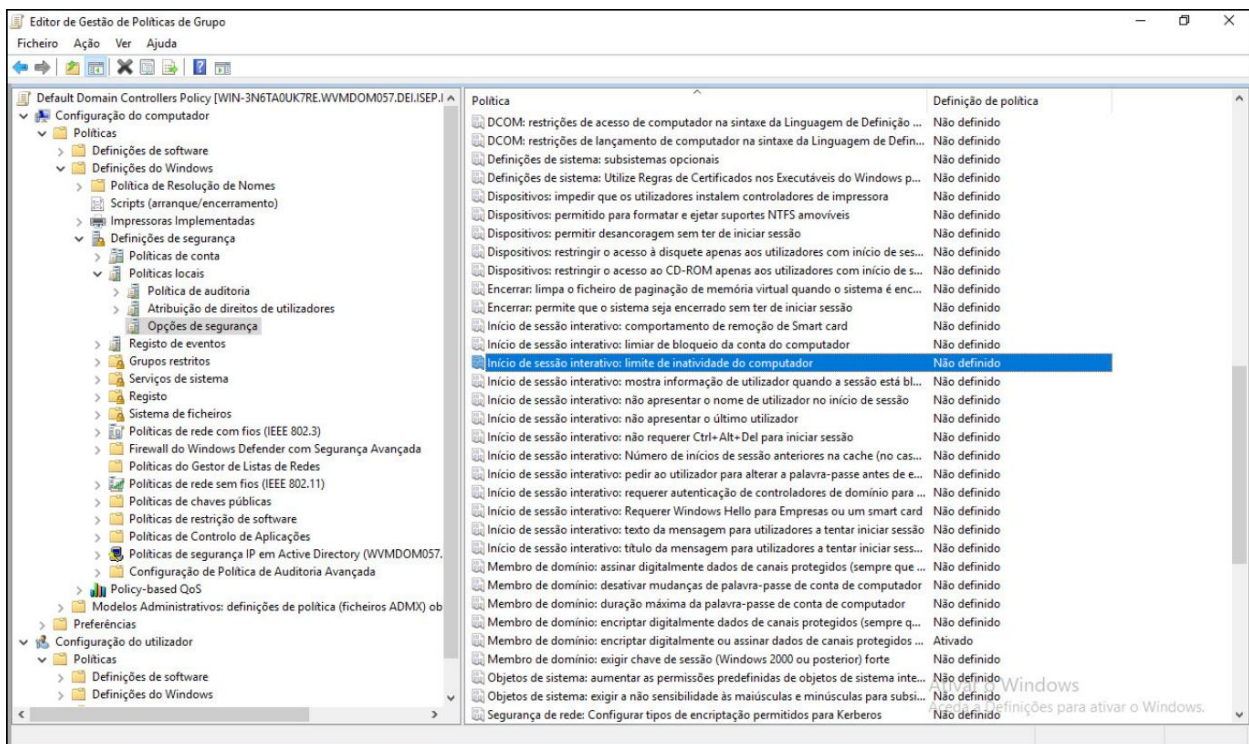 Editor de Gestão de Políticas de Grupo
Ficheiro Ação Ver Ajuda
Default Domain Controllers Policy [WIN-3N6TA0UK7RE.WVMDOM057.DEI.ISEP.I
Configuração do computador
Políticas
Definições de software
Definições do Windows
Política de Resolução de Nomes
Scripts (arranque/encerramento)
Impressoras Implementadas
Definições de segurança
Políticas de conta
Políticas locais
Política de auditoria
Atribuição de direitos de utilizadores
Opções de segurança
Registo de eventos
Grupos restritos
Serviços de sistema
Registo
Sistema de ficheiros
Políticas de rede com fios (IEEE 802.3)
Firewall do Windows Defender com Segurança Avançada
Políticas do Gestor de Listas de Redes
Políticas de rede sem fios (IEEE 802.11)
Políticas de chaves públicas
Políticas de restrição de software
Políticas de Controlo de Aplicações
Políticas de segurança IP em Active Directory (WVMDOM057.
Configuração de Política de Auditoria Avançada
Policy-based QoS
Modelos Administrativos: definições de política (ficheiros ADMX) ob
Preferências
Configuração do utilizador
Políticas
Definições de software
Definições do Windows
Política Definição de política
DCOM: restrições de acesso de computador na sintaxe da Linguagem de Definição ... Não definido
DCOM: restrições de lançamento de computador na sintaxe da Linguagem de Defin... Não definido
Definições de sistema: subsistemas opcionais Não definido
Definições de sistema: Utilize Regras de Certificados nos Executáveis do Windows p... Não definido
Dispositivos: impedir que os utilizadores instalem controladores de impressora Não definido
Dispositivos: permitido para formatar e ejetar suportes NTFS amovíveis Não definido
Dispositivos: permitir desancoragem sem ter de iniciar sessão Não definido
Dispositivos: restringir o acesso à disquete apenas aos utilizadores com início de ses... Não definido
Dispositivos: restringir o acesso ao CD-ROM apenas aos utilizadores com início de s... Não definido
Encerrar: limpa o ficheiro de paginação de memória virtual quando o sistema é enc... Não definido
Encerrar: permite que o sistema seja encerrado sem ter de iniciar sessão Não definido
Início de sessão interativo: comportamento de remoção de Smart card Não definido
Início de sessão interativo: limiar de bloqueio da conta do computador Não definido
Início de sessão interativo: limite de inatividade do computador Não definido
Início de sessão interativo: mostra informação de utilizador quando a sessão está bl... Não definido
Início de sessão interativo: não apresentar o nome de utilizador no início de sessão Não definido
Início de sessão interativo: não apresentar o último utilizador Não definido
Início de sessão interativo: não requerer Ctrl+Alt+Del para iniciar sessão Não definido
Início de sessão interativo: Número de inícios de sessão anteriores na cache (no cas... Não definido
Início de sessão interativo: pedir ao utilizador para alterar a palavra-passe antes de e... Não definido
Início de sessão interativo: requerer autenticação de controladores de domínio para ... Não definido
Início de sessão interativo: Requerer Windows Hello para Empresas ou um smart card Não definido
Início de sessão interativo: texto da mensagem para utilizadores a tentar iniciar sessão Não definido
Início de sessão interativo: título da mensagem para utilizadores a tentar iniciar sess... Não definido
Membro de domínio: assinar digitalmente dados de canais protegidos (sempre que ... Não definido
Membro de domínio: desativar mudanças de palavra-passe de conta de computador Não definido
Membro de domínio: duração máxima da palavra-passe de conta de computador Não definido
Membro de domínio: encriptar digitalmente dados de canais protegidos (sempre q... Não definido
Membro de domínio: encriptar digitalmente ou assinar dados de canais protegidos ... Ativado
Membro de domínio: exigir chave de sessão (Windows 2000 ou posterior) forte Não definido
Objetos de sistema: aumentar as permissões predefinidas de objetos de sistema inte... Não definido
Objetos de sistema: exigir a não sensibilidade às maiúsculas e minúsculas para subsi... Não definido
Segurança de rede: Configurar tipos de encriptação permitidos para Kerberos Não definido
Ativar o Windows
Aceda a Definições para ativar o Windows.